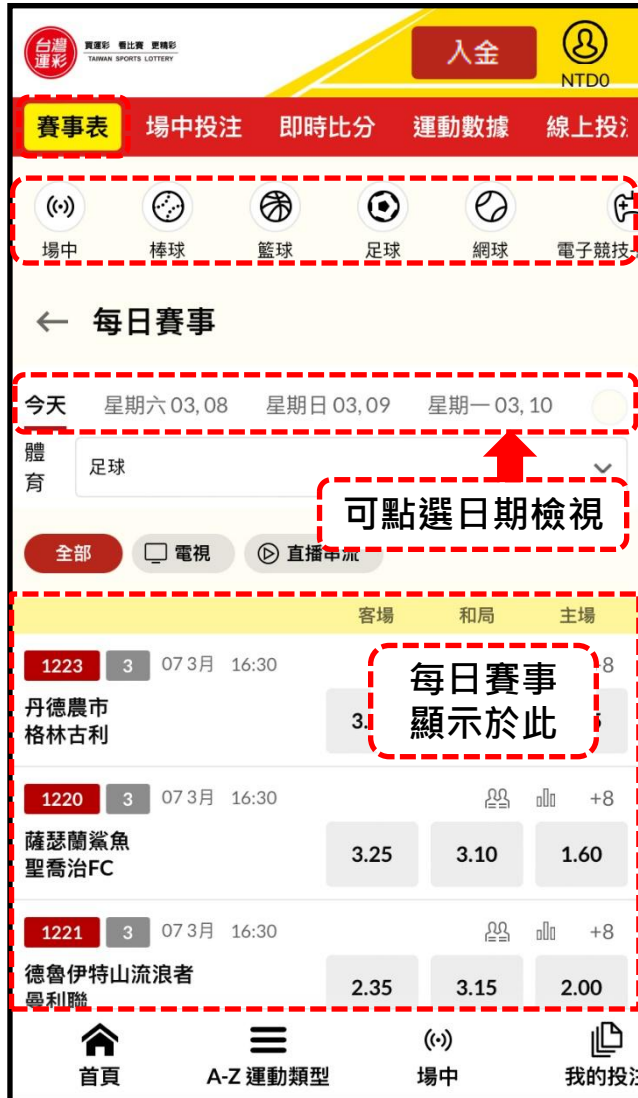 台灣
運彩
買運彩 看比賽 更精彩
TAIWAN SPORTS LOTTERY
入金
NTD0
賽事表 場中投注 即時比分 運動數據 線上投
場中 棒球 籃球 足球 網球 電子競技
← 每日賽事
今天 星期六 03, 08 星期日 03, 09 星期一 03, 10
體育 足球
可點選日期檢視
全部 電視 直播串流
客場 和局 主場
1223 3 07 3月 16:30
丹德農市
格林古利
3.
每日賽事
顯示於此
1220 3 07 3月 16:30 +8
薩瑟蘭鯊魚
聖喬治FC
3.25 3.10 1.60
1221 3 07 3月 16:30 +8
德魯伊特山流浪者
曼利聯
2.35 3.15 2.00
首頁 A-Z 運動類型 場中 我的投注